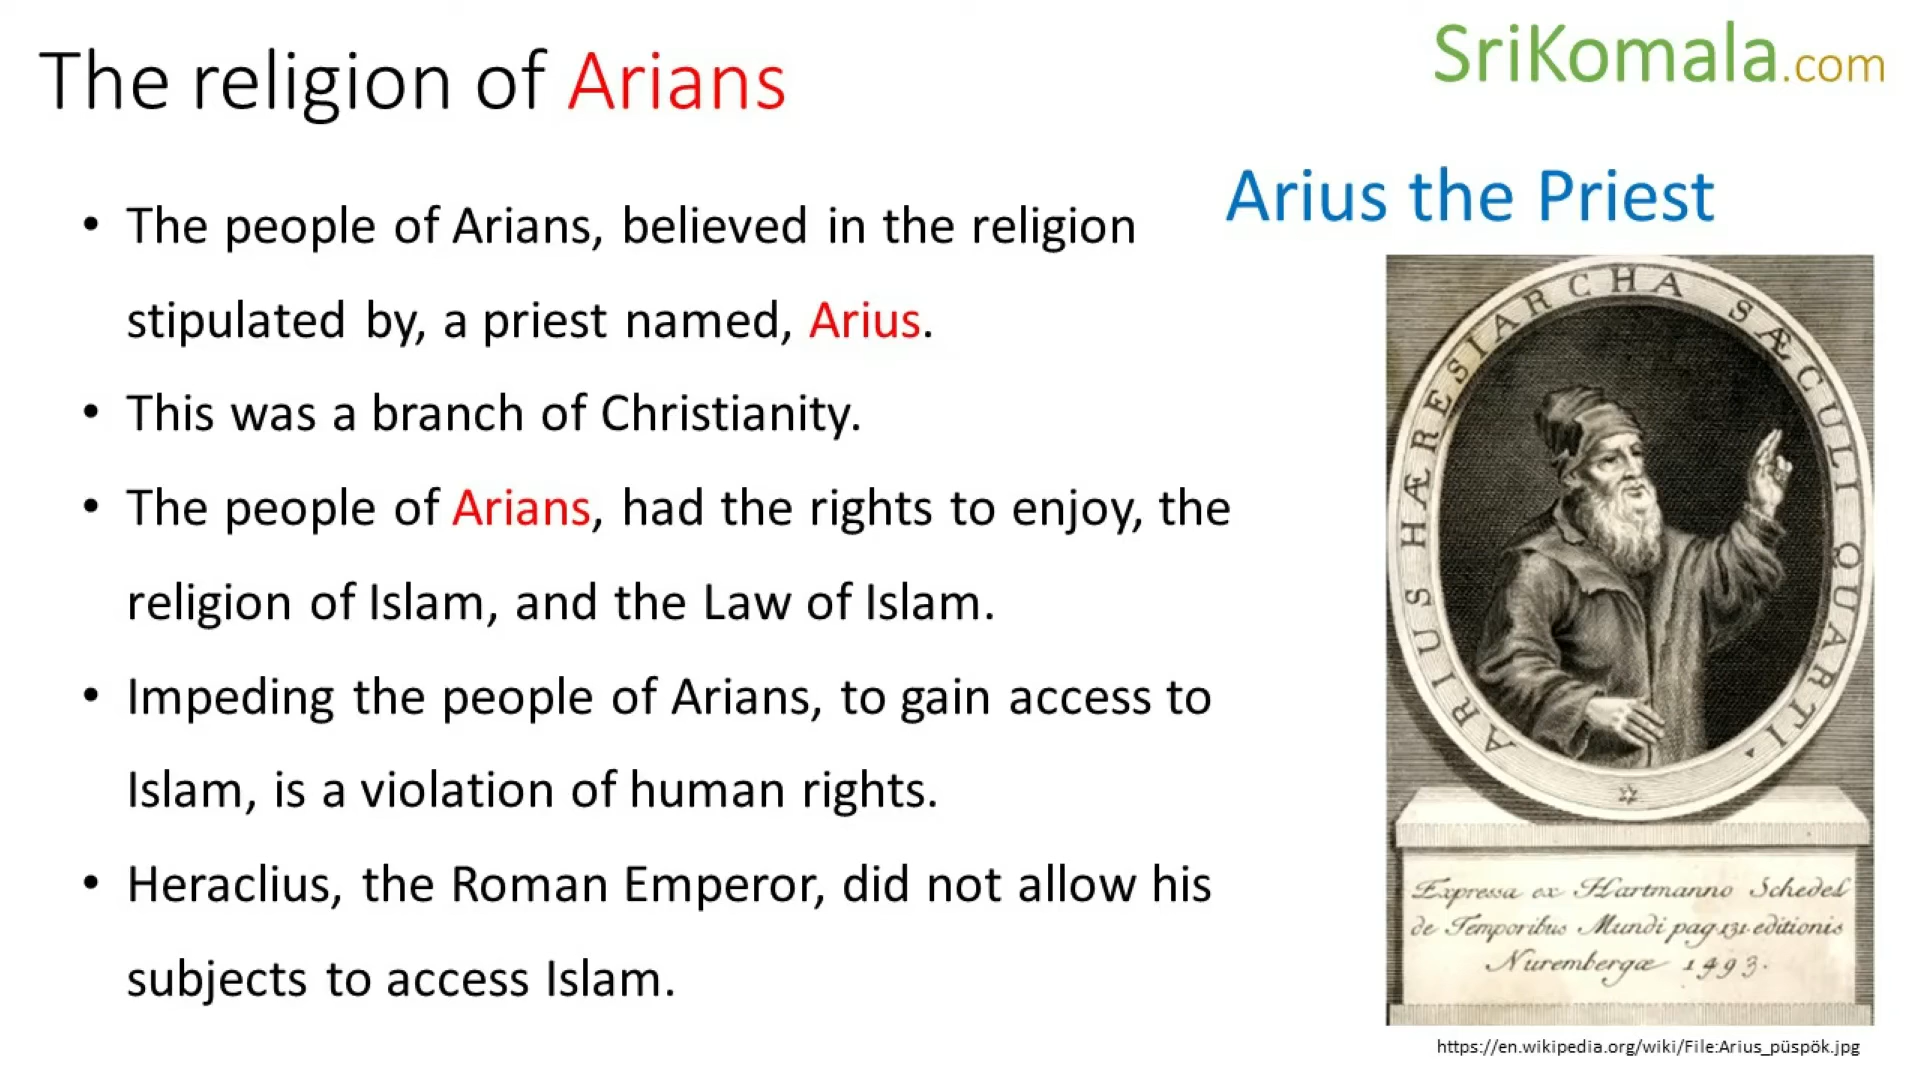 The religion of Arians
SriKomala.com
Arius the Priest
• The people of Arians, believed in the religion
stipulated by, a priest named, Arius.
• This was a branch of Christianity.
• The people of Arians, had the rights to enjoy, the
religion of Islam, and the Law of Islam.
• Impeding the people of Arians, to gain access to
Islam, is a violation of human rights.
• Heraclius, the Roman Emperor, did not allow his
subjects to access Islam.
ARIUS HÆRESIARCHA SÆCULI QUARTI.
Expressa ex Hartmanno Schedel
de Temporibus Mundi pag 131. editionis
Nurembergæ 1493.
https://en.wikipedia.org/wiki/File:Arius_püspök.jpg